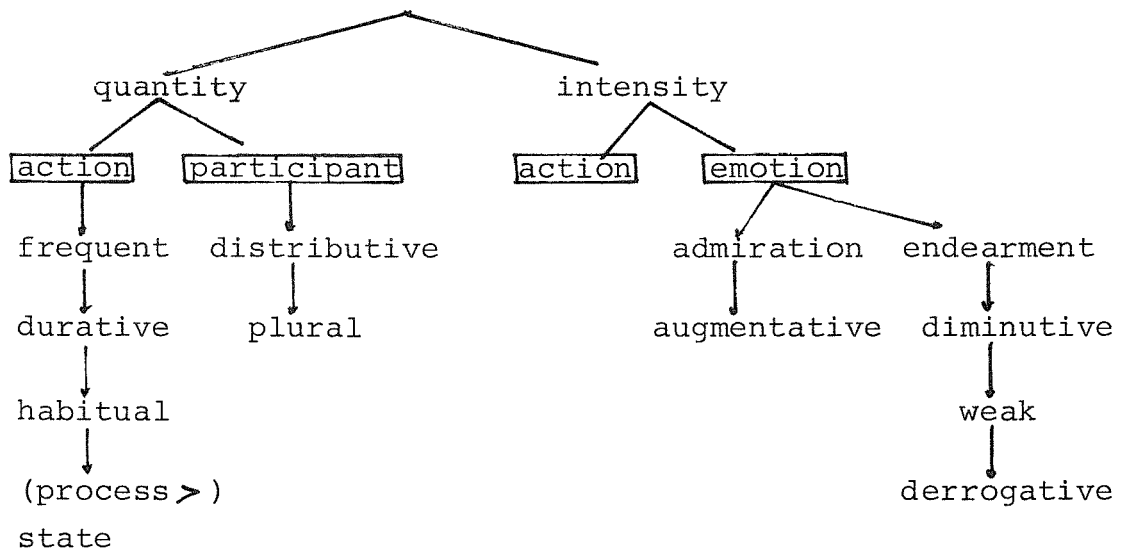 quantity intensity
action participant action emotion
frequent distributive admiration endearment
durative plural augmentative diminutive
habitual weak
(process > ) derrogative
state